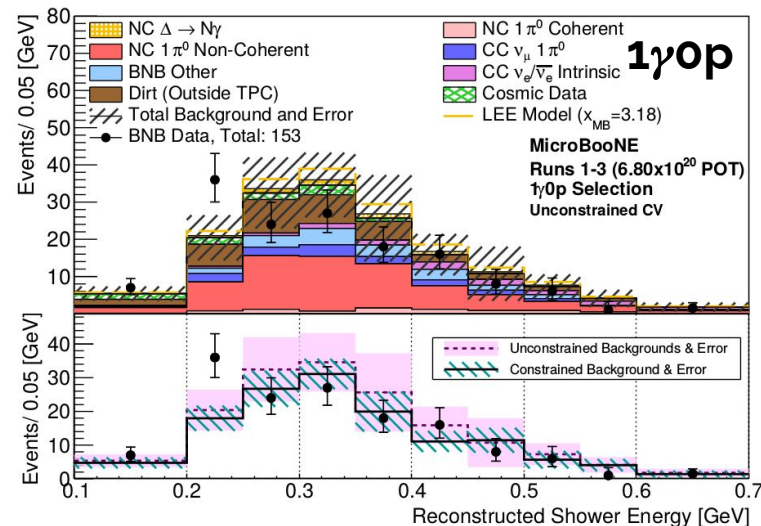 80
70
60
50
40
30
20
10
Events/ 0.05 [GeV]
NC Δ → Nγ
NC 1π⁰ Non-Coherent
BNB Other
Dirt (Outside TPC)
Total Background and Error
BNB Data, Total: 153
NC 1π⁰ Coherent
CC ν_μ 1π⁰
CC ν_e/ν̅_e Intrinsic
Cosmic Data
LEE Model (x_MB=3.18)
1γ0p
MicroBooNE
Runs 1-3 (6.80x10²⁰ POT)
1γ0p Selection
Unconstrained CV
Events/ 0.05 [GeV]
40
30
20
10
0
Unconstrained Backgrounds & Error
Constrained Background & Error
0.1 0.2 0.3 0.4 0.5 0.6 0.7
Reconstructed Shower Energy [GeV]